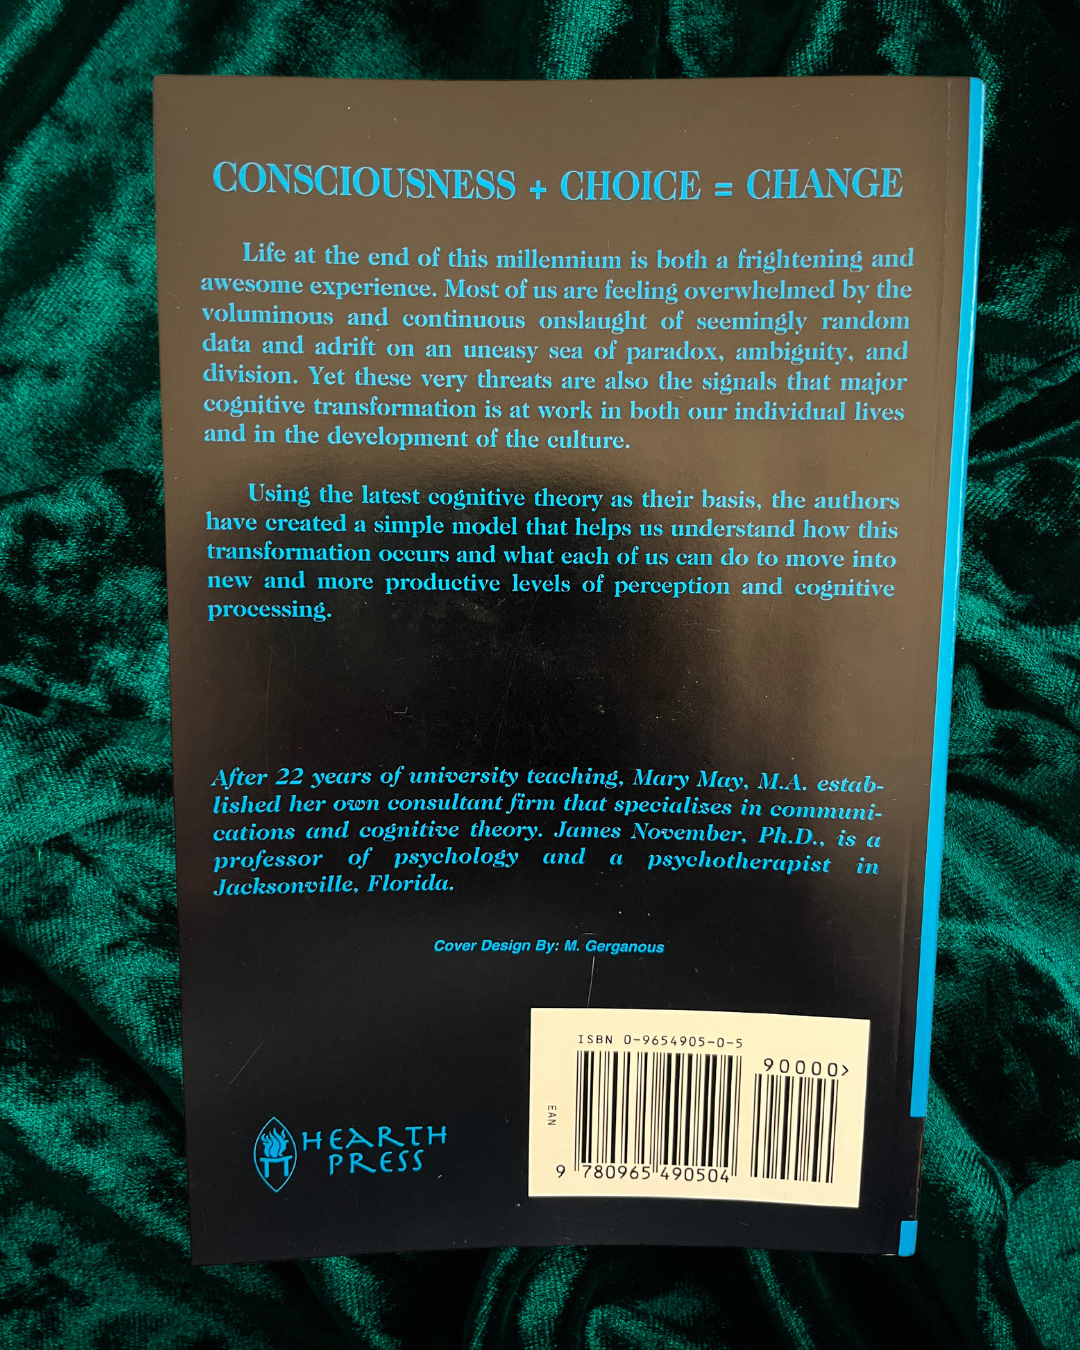 CONSCIOUSNESS + CHOICE = CHANGE
Life at the end of this millennium is both a frightening and
awesome experience. Most of us are feeling overwhelmed by the
voluminous and continuous onslaught of seemingly random
data and adrift on an uneasy sea of paradox, ambiguity, and
division. Yet these very threats are also the signals that major
cognitive transformation is at work in both our individual lives
and in the development of the culture.
Using the latest cognitive theory as their basis, the authors
have created a simple model that helps us understand how this
transformation occurs and what each of us can do to move into
new and more productive levels of perception and cognitive
processing.
After 22 years of university teaching, Mary May, M.A. estab-
lished her own consultant firm that specializes in communi-
cations and cognitive theory. James November, Ph.D., is a
professor of psychology and a psychotherapist in
Jacksonville, Florida.
Cover Design By: M. Gerganous
ISBN 0-9654905-0-5
90000>
EAN
9 780965 490504
HEARTH
PRESS